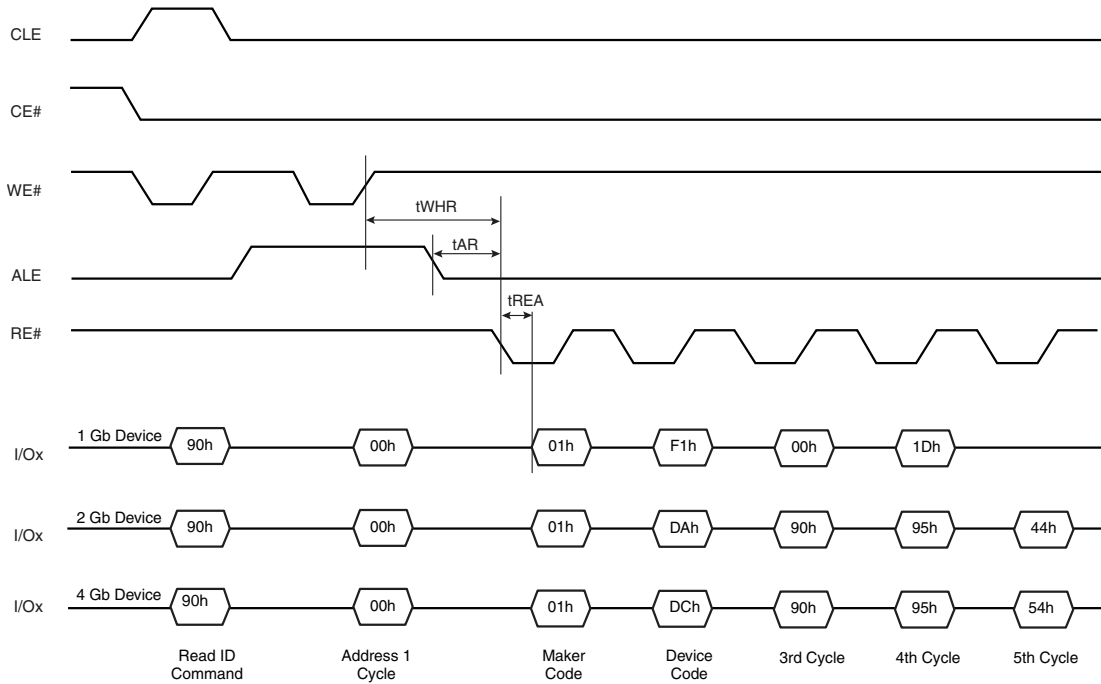 CLE
CE#
WE#
tWHR
tAR
ALE
tREA
RE#
I/Ox 1 Gb Device 90h 00h 01h F1h 00h 1Dh
I/Ox 2 Gb Device 90h 00h 01h DAh 90h 95h 44h
I/Ox 4 Gb Device 90h 00h 01h DCh 90h 95h 54h
Read ID Address 1 Maker Device 3rd Cycle 4th Cycle 5th Cycle
Command Cycle Code Code